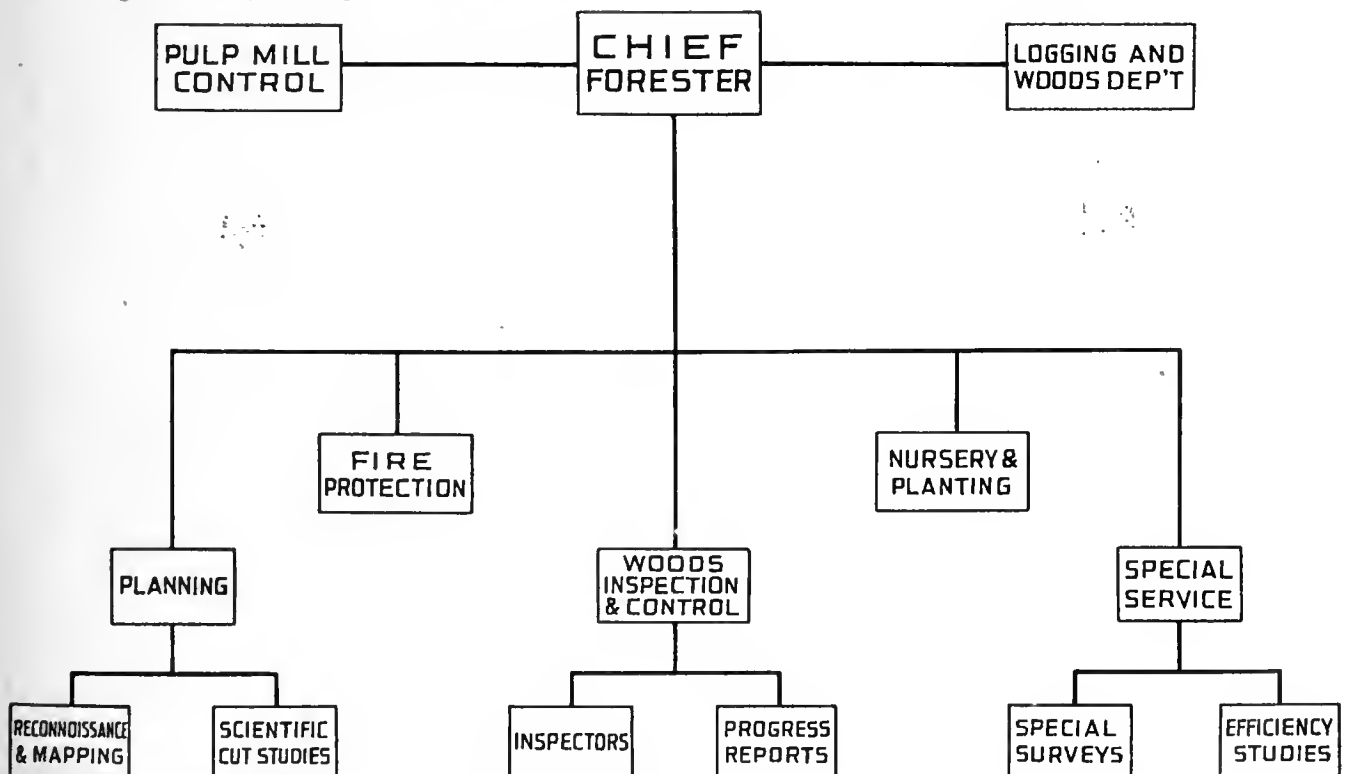 PULP MILL
CONTROL
CHIEF
FORESTER
LOGGING AND
WOODS DEP'T
FIRE
PROTECTION
NURSERY &
PLANTING
PLANNING
WOODS
INSPECTION
& CONTROL
SPECIAL
SERVICE
RECONNOISSANCE
& MAPPING
SCIENTIFIC
CUT STUDIES
INSPECTORS
PROGRESS
REPORTS
SPECIAL
SURVEYS
EFFICIENCY
STUDIES